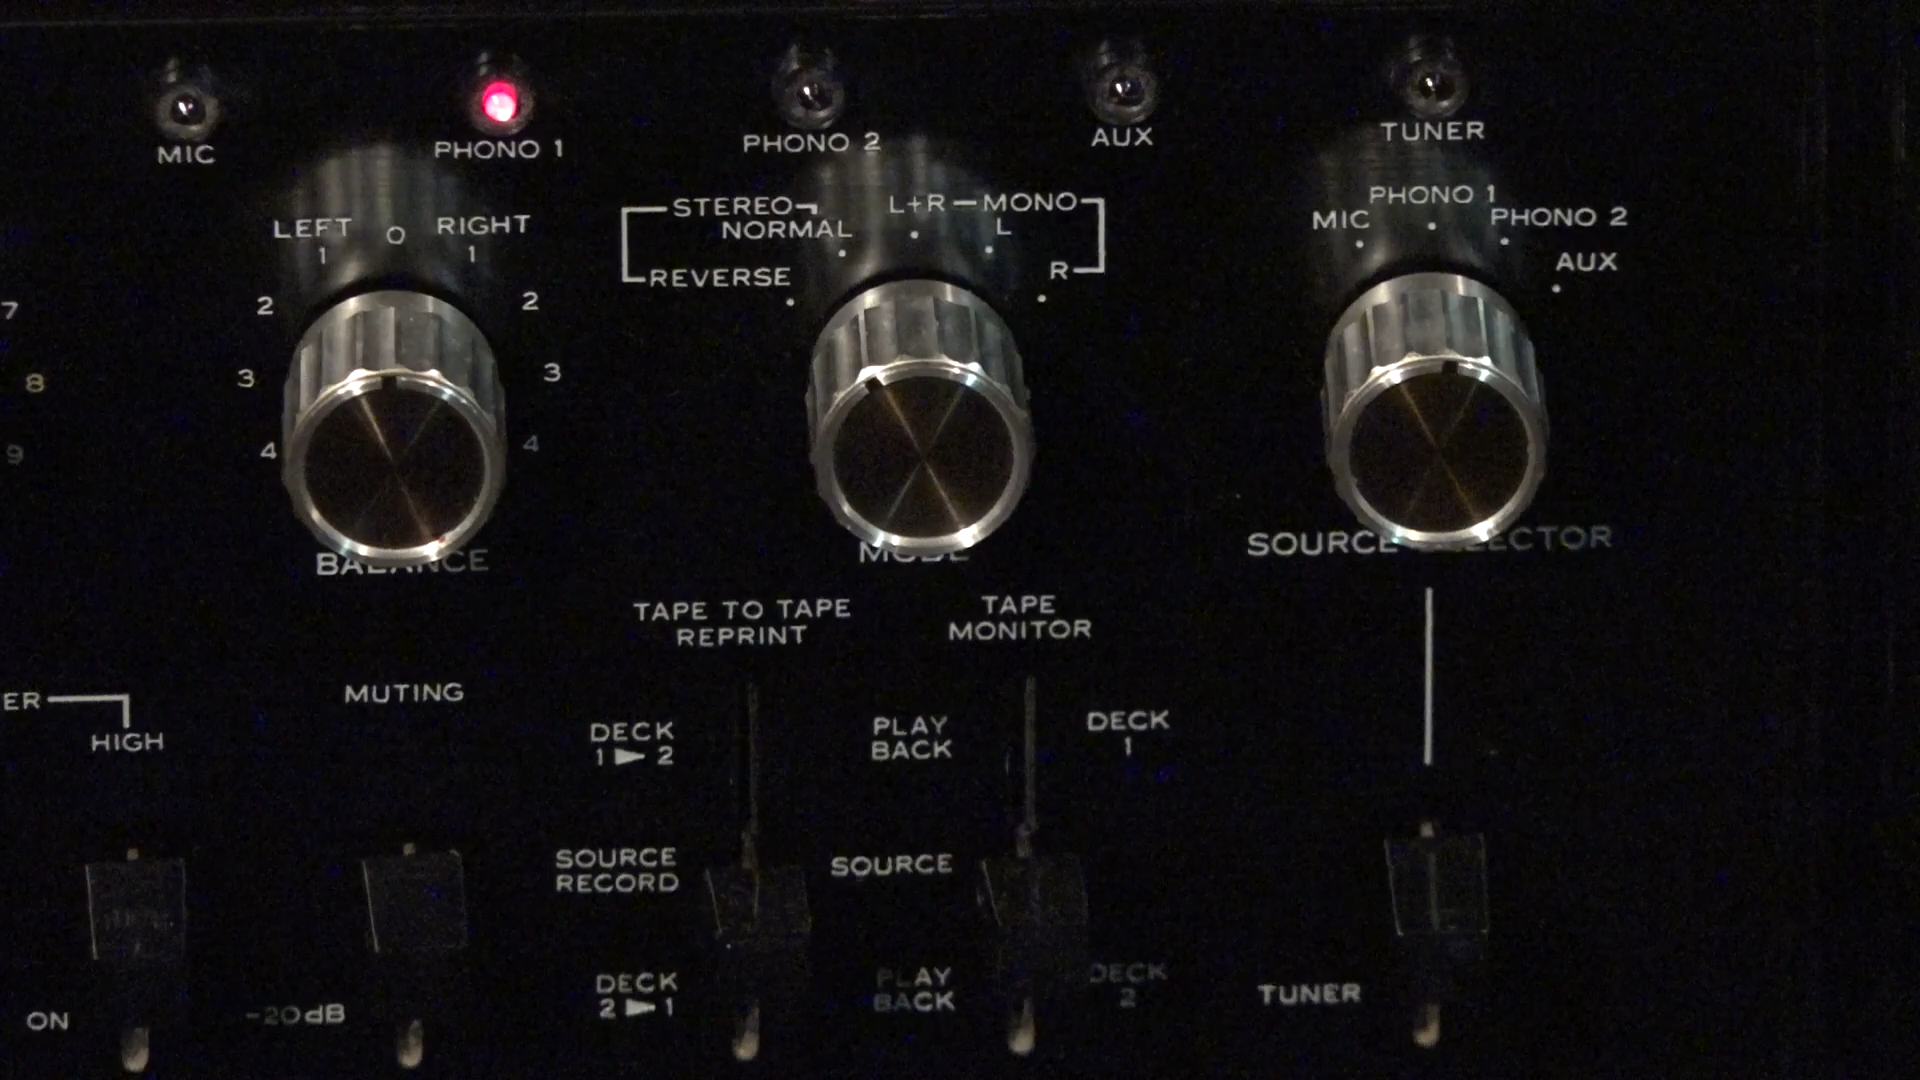 MIC
PHONO 1
PHONO 2
AUX
TUNER
LEFT
1
O
RIGHT
1
2
2
3
3
4
4
BALANCE
7
8
9
STEREO
NORMAL
REVERSE
L+R
MONO
L
R
MODE
MIC
PHONO 1
PHONO 2
AUX
SOURCE SELECTOR
TAPE TO TAPE
REPRINT
TAPE
MONITOR
ER
HIGH
MUTING
DECK
1 ▶ 2
PLAY
BACK
DECK
1
SOURCE
RECORD
SOURCE
DECK
2 ▶ 1
PLAY
BACK
DECK
2
TUNER
ON
-20dB